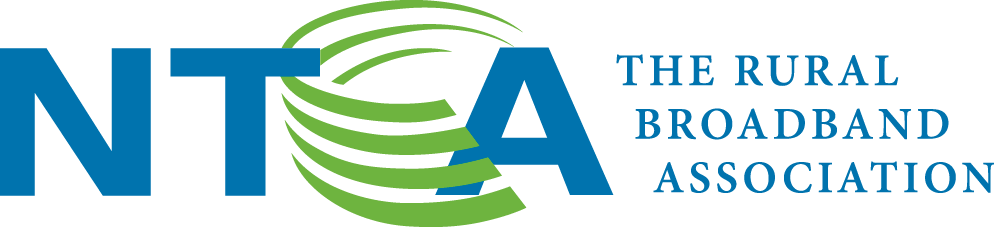 NTCA
THE RURAL
BROADBAND
ASSOCIATION